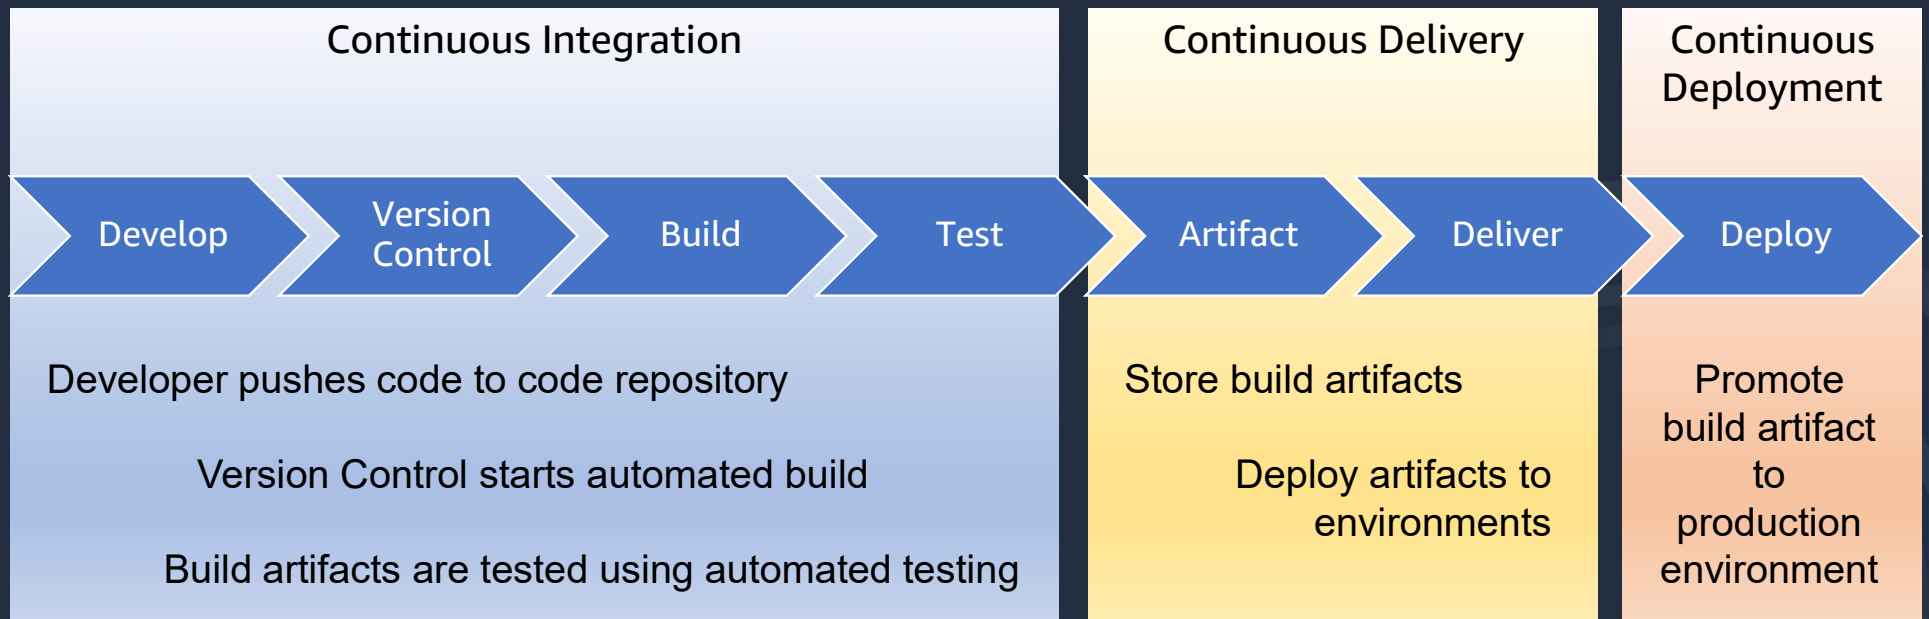 Continuous Integration
Continuous Delivery
Continuous
Deployment
Develop
Version
Control
Build
Test
Artifact
Deliver
Deploy
Developer pushes code to code repository
Version Control starts automated build
Build artifacts are tested using automated testing
Store build artifacts
Deploy artifacts to
environments
Promote
build artifact
to
production
environment